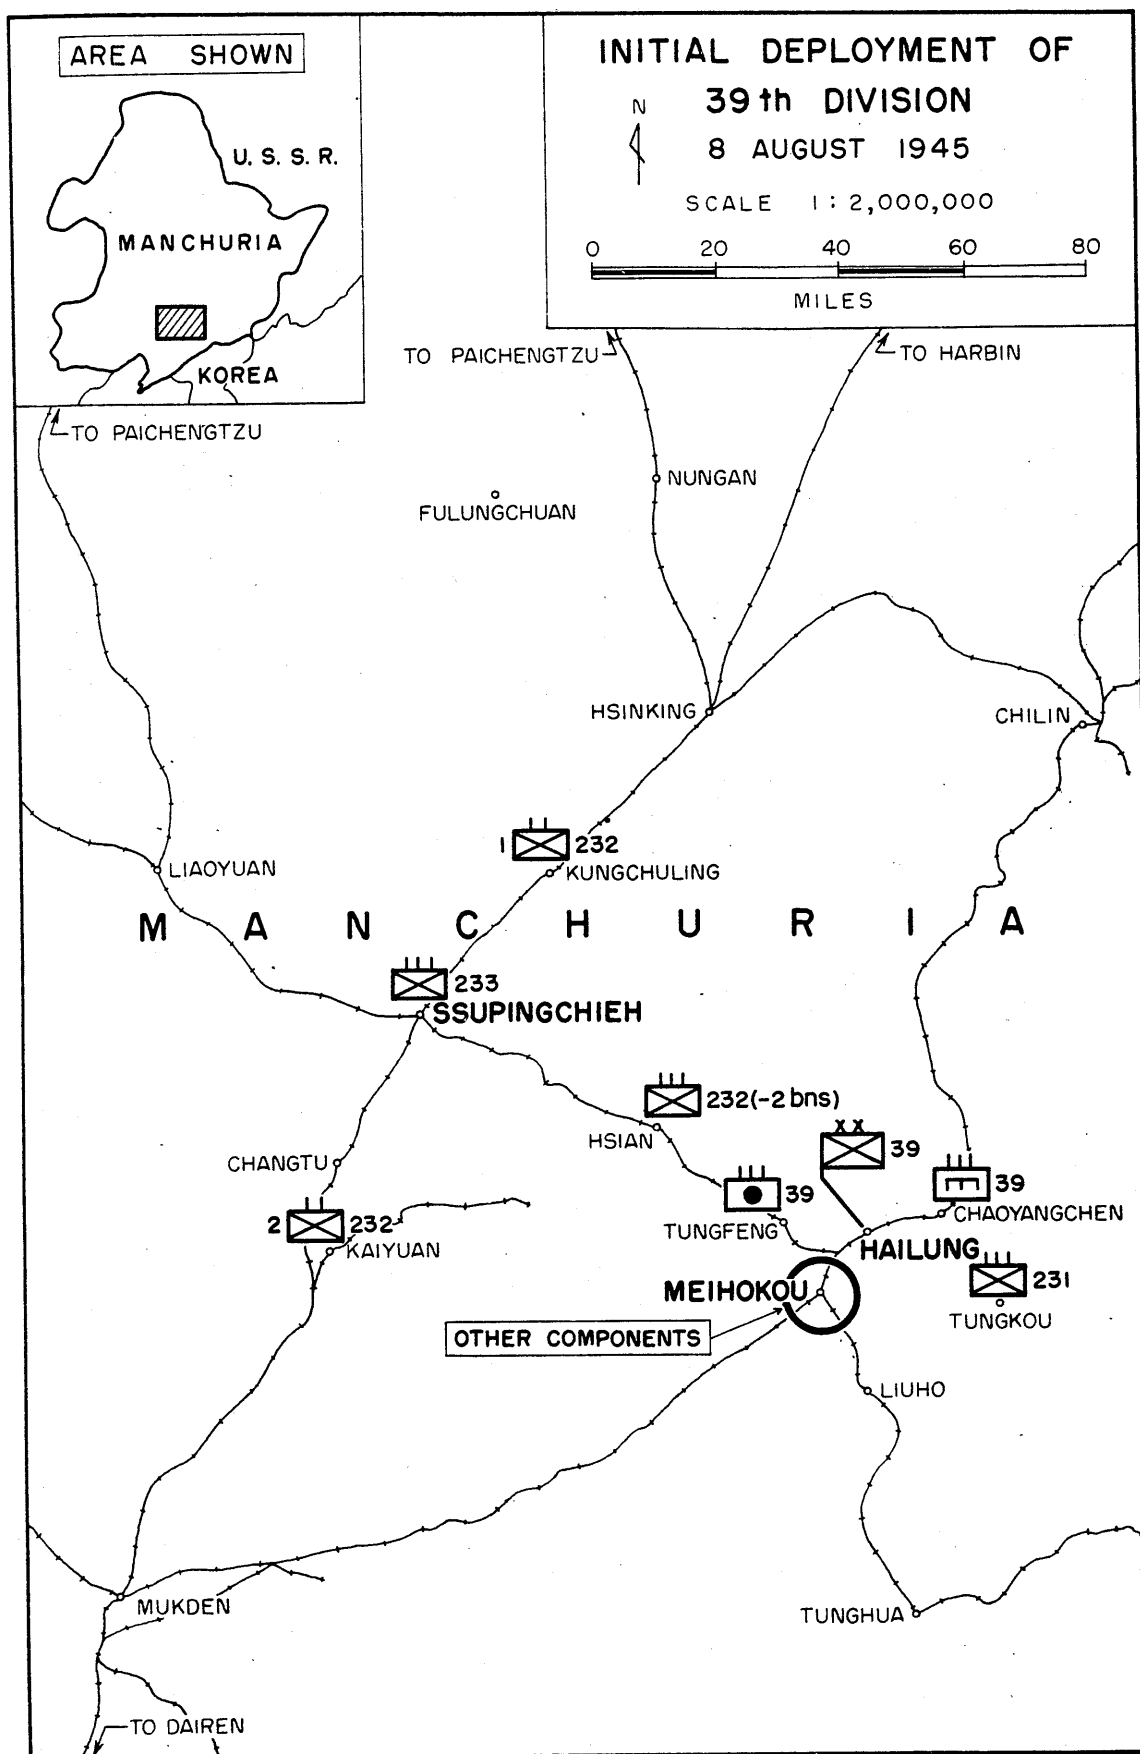 AREA SHOWN
U. S. S. R.
MANCHURIA
KOREA
INITIAL DEPLOYMENT OF
39th DIVISION
8 AUGUST 1945
N
SCALE 1:2,000,000
0 20 40 60 80
MILES
TO PAICHENGTZU
TO HARBIN
TO PAICHENGTZU
NUNGAN
FULUNGCHUAN
HSINKING
CHILIN
1 232
KUNGCHULING
LIAOYUAN
MANCHURIA
233
SSUPINGCHIEH
232(-2 bns)
HSIAN
39
CHANGTU
39
39
2 232
TUNGFENG
CHAOYANGCHEN
KAIYUAN
HAILUNG
231
MEIHOKOU
TUNGKOU
OTHER COMPONENTS
LIUHO
MUKDEN
TUNGHUA
TO DAIREN